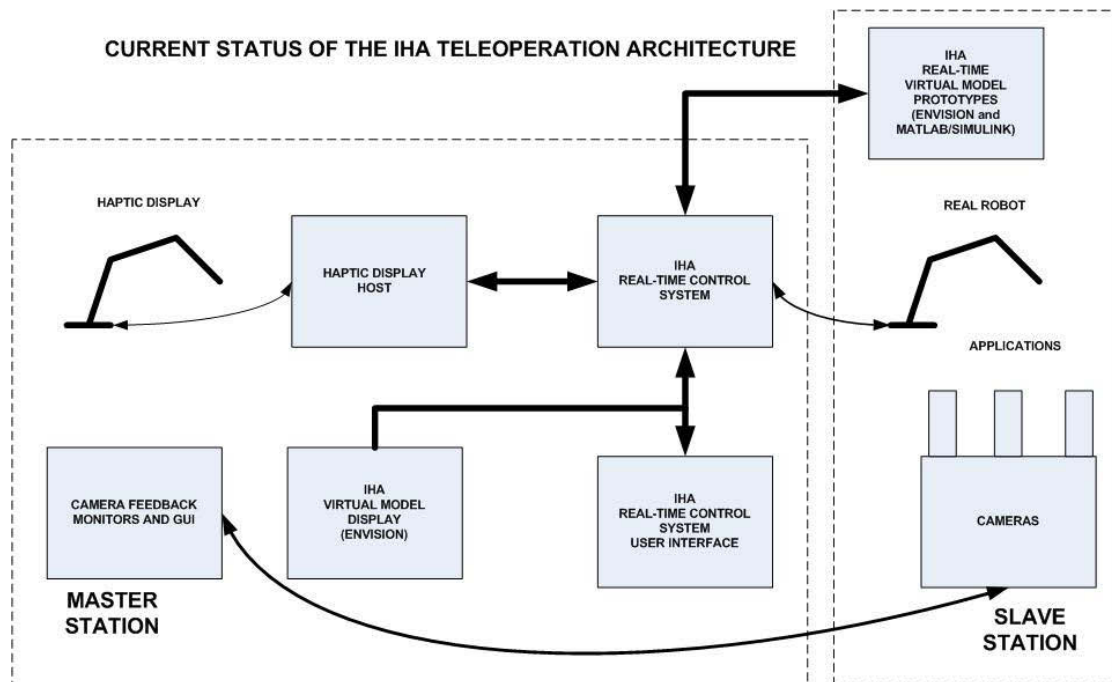 CURRENT STATUS OF THE IHA TELEOPERATION ARCHITECTURE
IHA
REAL-TIME
VIRTUAL MODEL
PROTOTYPES
(ENVISION and
MATLAB/SIMULINK)
HAPTIC DISPLAY
HAPTIC DISPLAY
HOST
IHA
REAL-TIME CONTROL
SYSTEM
REAL ROBOT
APPLICATIONS
CAMERA FEEDBACK
MONITORS AND GUI
IHA
VIRTUAL MODEL
DISPLAY
(ENVISION)
IHA
REAL-TIME CONTROL
SYSTEM
USER INTERFACE
CAMERAS
MASTER
STATION
SLAVE
STATION